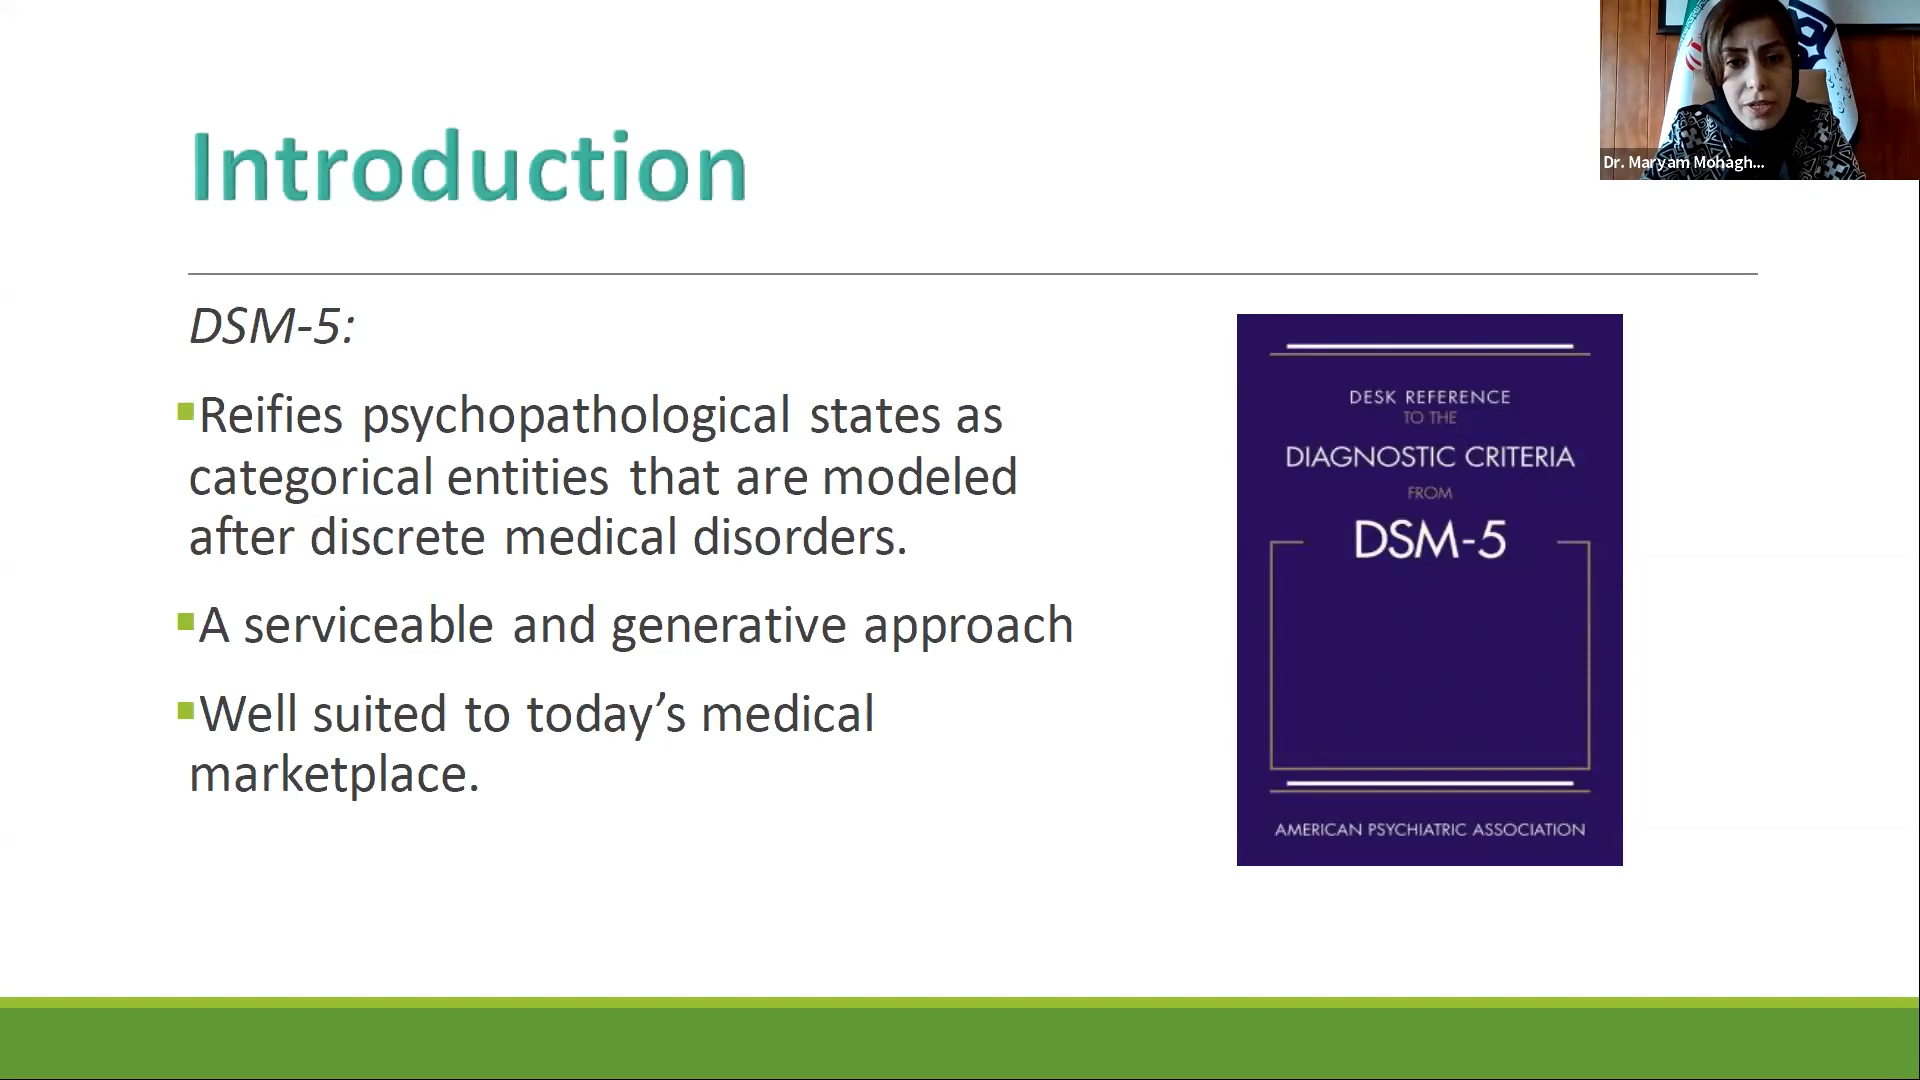 Introduction
DSM-5:
Reifies psychopathological states as
categorical entities that are modeled
after discrete medical disorders.
A serviceable and generative approach
Well suited to today’s medical
marketplace.
DESK REFERENCE
TO THE
DIAGNOSTIC CRITERIA
FROM
DSM-5
AMERICAN PSYCHIATRIC ASSOCIATION
Dr. Maryam Mohagh...